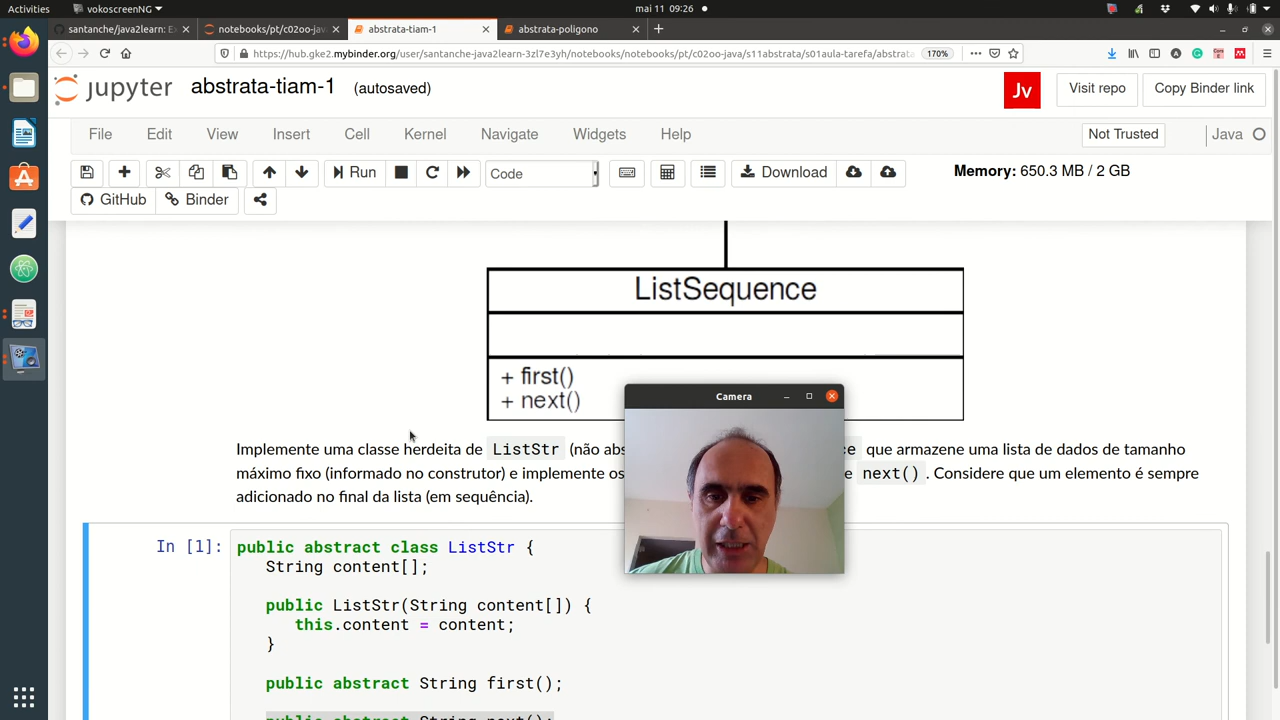 Activities
vokoscreenNG
mai 11 09:26
santanche/java2learn: E
notebooks/pt/c02oo-jav
abstrata-tiam-1
abstrata-poligono
https://hub.gke2.mybinder.org/user/santanche-java2learn-3zl7e3yh/notebooks/notebooks/pt/c02oo-java/s11abstrata/s01aula-tarefa/abstrata
170%
jupyter
abstrata-tiam-1
(autosaved)
Jv
Visit repo
Copy Binder link
File
Edit
View
Insert
Cell
Kernel
Navigate
Widgets
Help
Not Trusted
Java
Run
Code
Download
Memory: 650.3 MB / 2 GB
GitHub
Binder
ListSequence
+ first()
+ next()
Camera
Implemente uma classe herdeita de ListStr (não abs ce que armazene uma lista de dados de tamanho
máximo fixo (informado no construtor) e implemente os e next(). Considere que um elemento é sempre
adicionado no final da lista (em sequência).
In [1]:
public abstract class ListStr {
String content[];
public ListStr(String content[]) {
this.content = content;
}
public abstract String first();
public abstract String next();